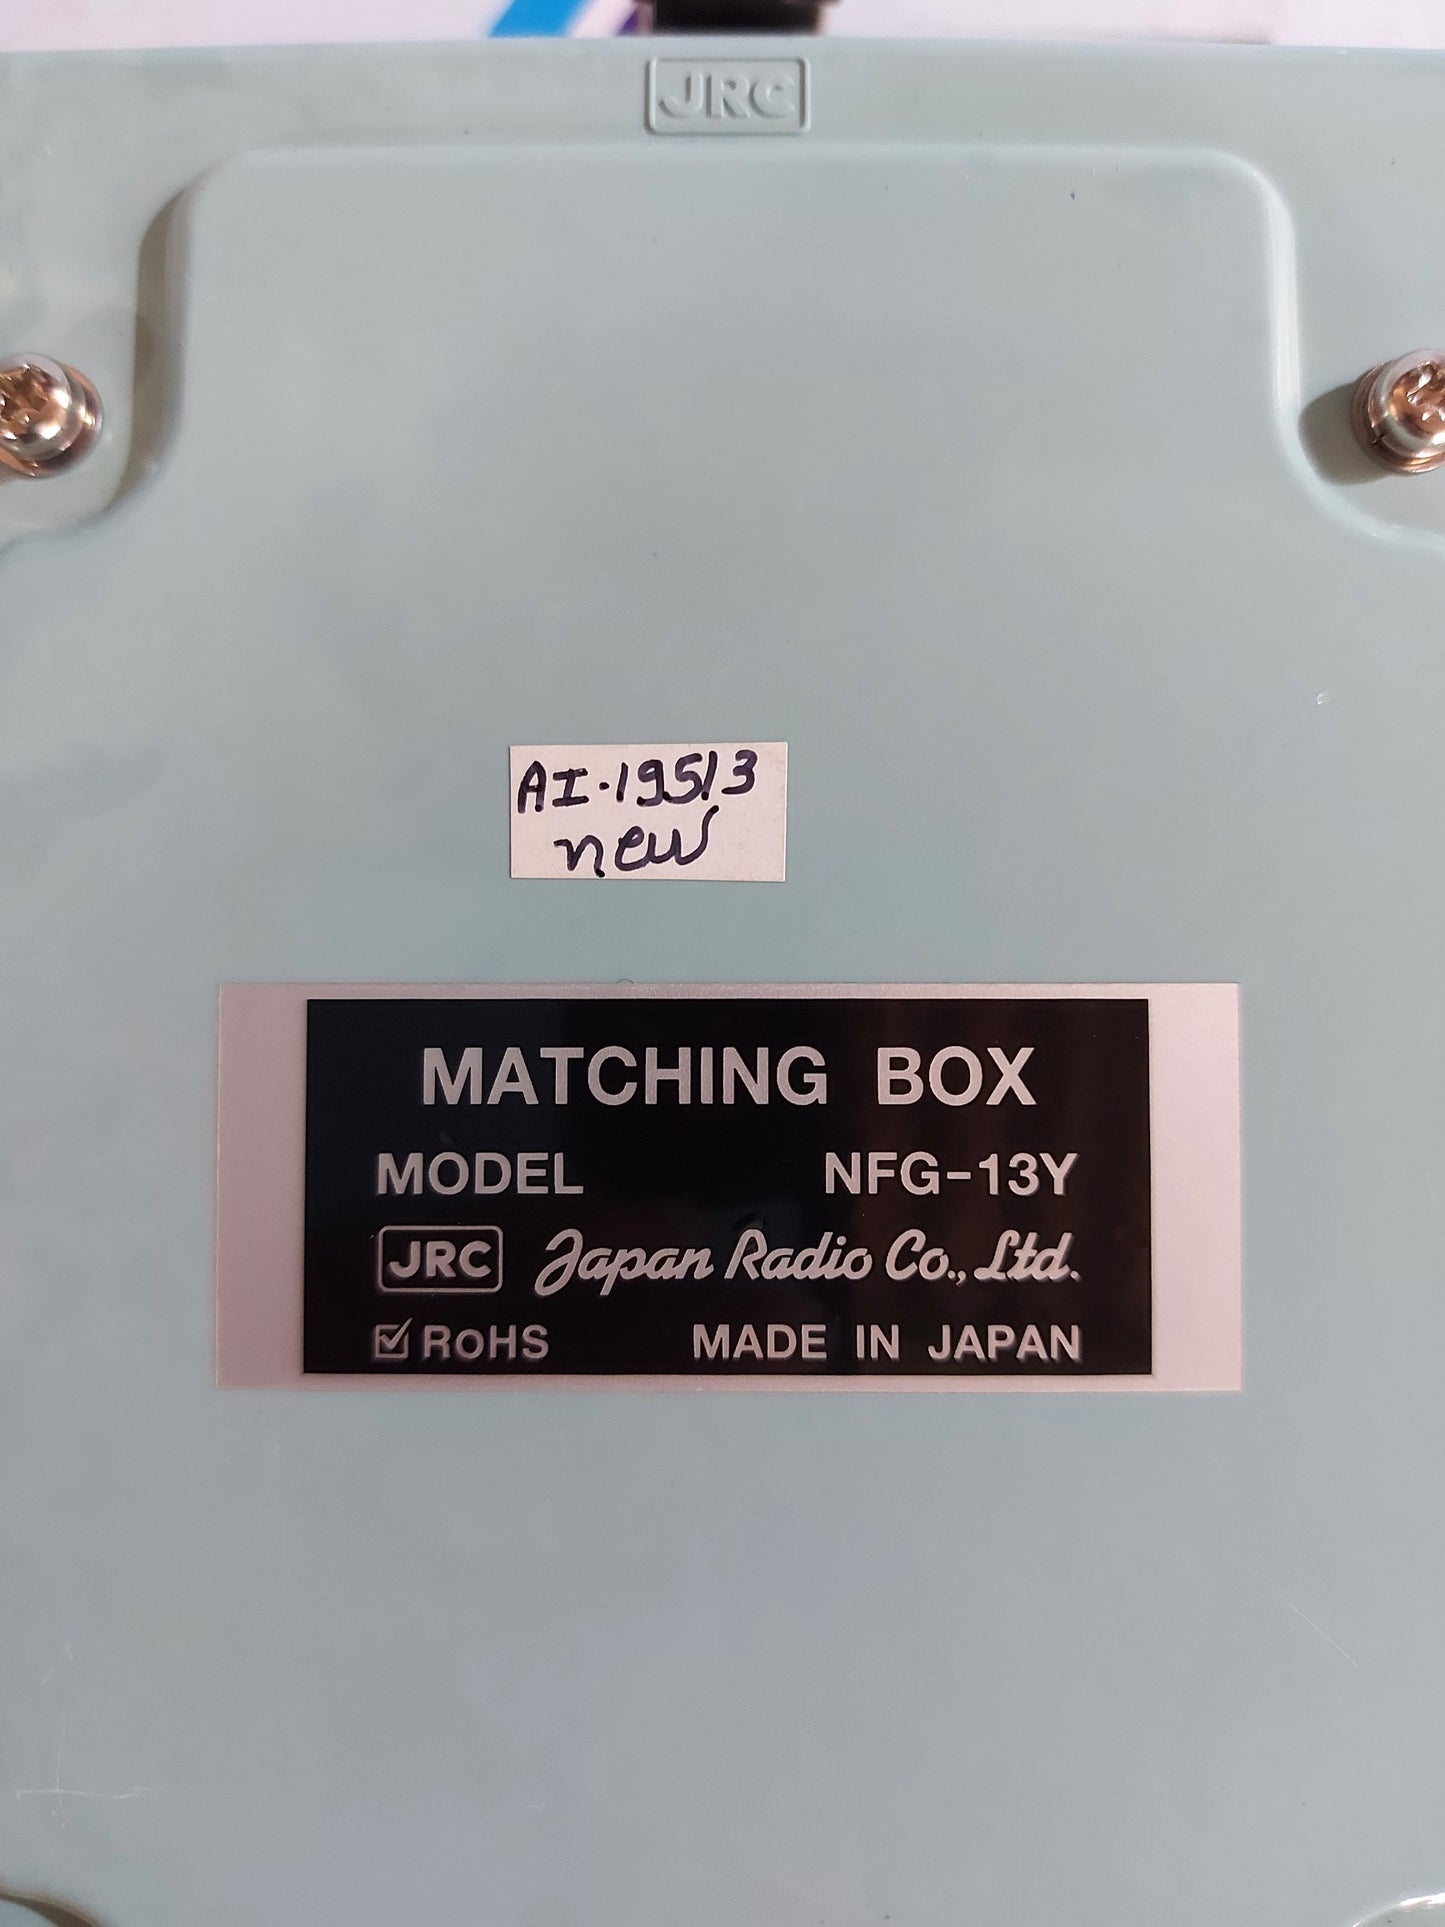 JRC
AI-19513
new
MATCHING BOX
MODEL NFG-13Y
JRC Japan Radio Co., Ltd.
☑ RoHS MADE IN JAPAN